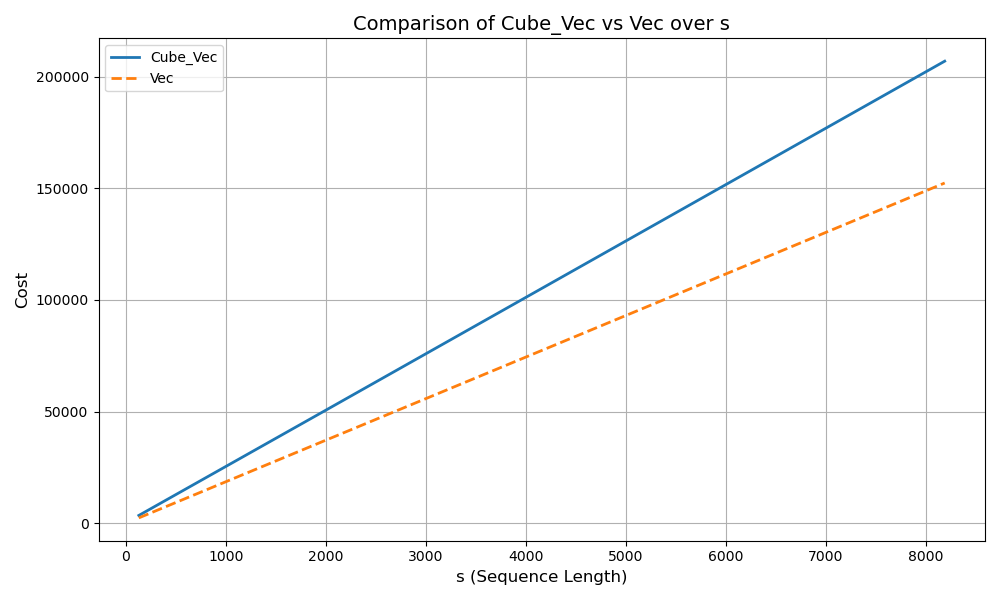 Comparison of Cube_Vec vs Vec over s
Cube_Vec
Vec
200000
150000
100000
50000
0
Cost
0 1000 2000 3000 4000 5000 6000 7000 8000
s (Sequence Length)